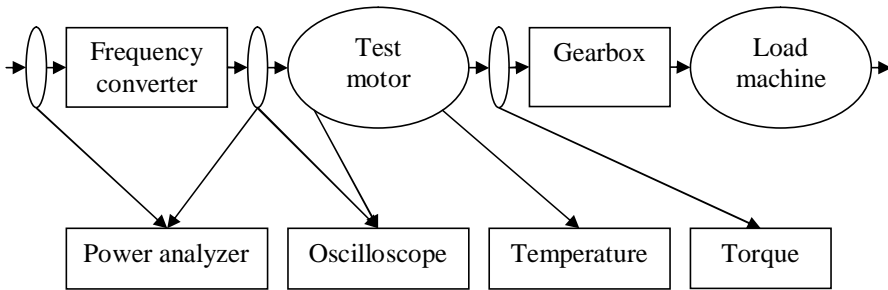 Frequency
converter
Test
motor
Gearbox
Load
machine
Power analyzer
Oscilloscope
Temperature
Torque